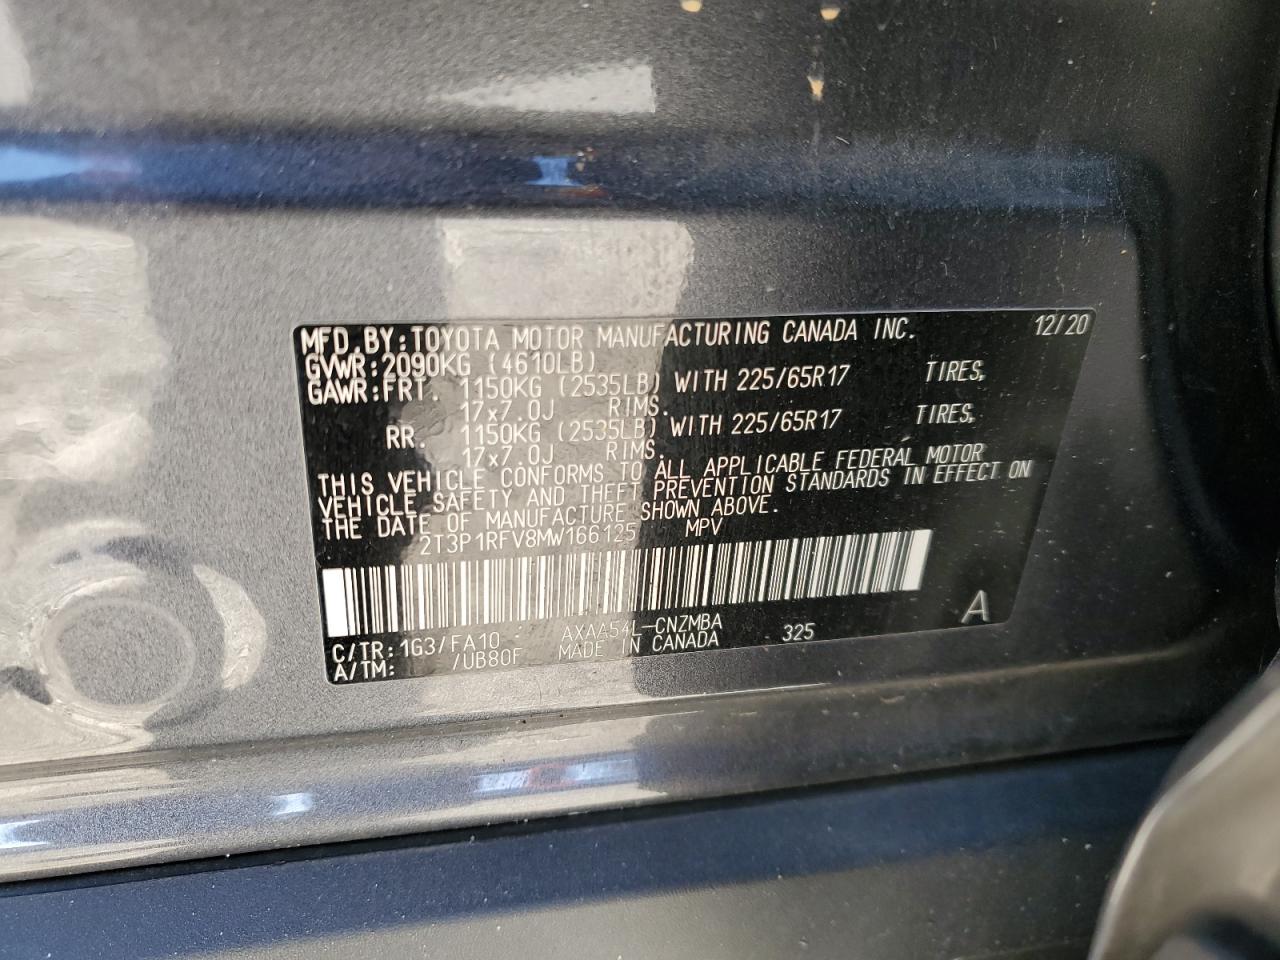 MFD.BY:TOYOTA MOTOR MANUFACTURING CANADA INC. 12/20
GVWR:2090KG (4610LB)
GAWR:FRT. 1150KG (2535LB) WITH 225/65R17 TIRES,
17x7.0J RIMS.
RR. 1150KG (2535LB) WITH 225/65R17 TIRES,
17x7.0J RIMS.
THIS VEHICLE CONFORMS TO ALL APPLICABLE FEDERAL MOTOR
VEHICLE SAFETY AND THEFT PREVENTION STANDARDS IN EFFECT ON
THE DATE OF MANUFACTURE SHOWN ABOVE.
2T3P1RFV8MW166125 MPV
A
C/TR:1G3/FA10 AXAA54L-CNZMBA 325
A/TM: /UB80F MADE IN CANADA